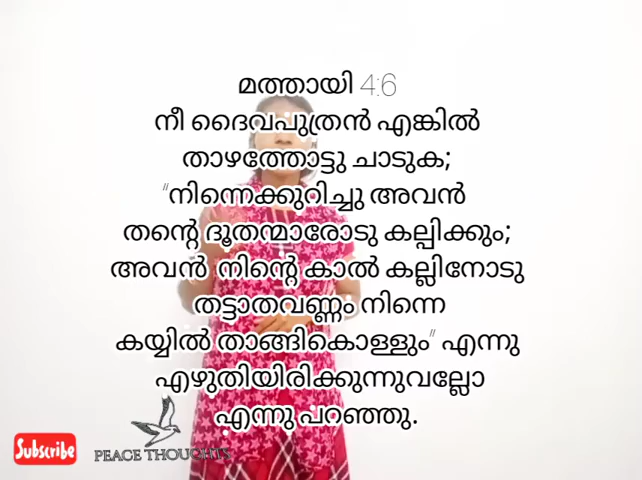 മത്തായി 4:6
നീ ദൈവപുത്രൻ എങ്കിൽ
താഴത്തോട്ടു ചാടുക;
"നിന്നെക്കുറിച്ചു അവൻ
തന്റെ ദൂതന്മാരോടു കല്പിക്കും;
അവൻ നിന്റെ കാൽ കല്ലിനോടു
തട്ടാതവണ്ണം നിന്നെ
കയ്യിൽ താങ്ങികൊള്ളും" എന്നു
എഴുതിയിരിക്കുന്നുവല്ലോ
എന്നു പറഞ്ഞു.
Subscribe
PEACE THOUGHTS